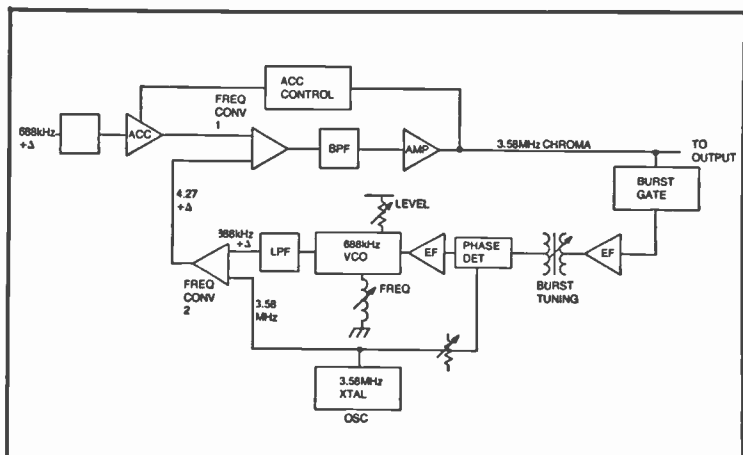 ACC
CONTROL
FREQ
CONV
1
688kHz
+Δ
ACC
BPF
AMP
3.58MHz CHROMA
TO
OUTPUT
BURST
GATE
4.27
+Δ
LEVEL
688kHz
+Δ
LPF
688kHz
VCO
EF
PHASE
DET
EF
BURST
TUNING
FREQ
CONV
2
3.58
MHz
FREQ
3.58MHz
XTAL
OSC